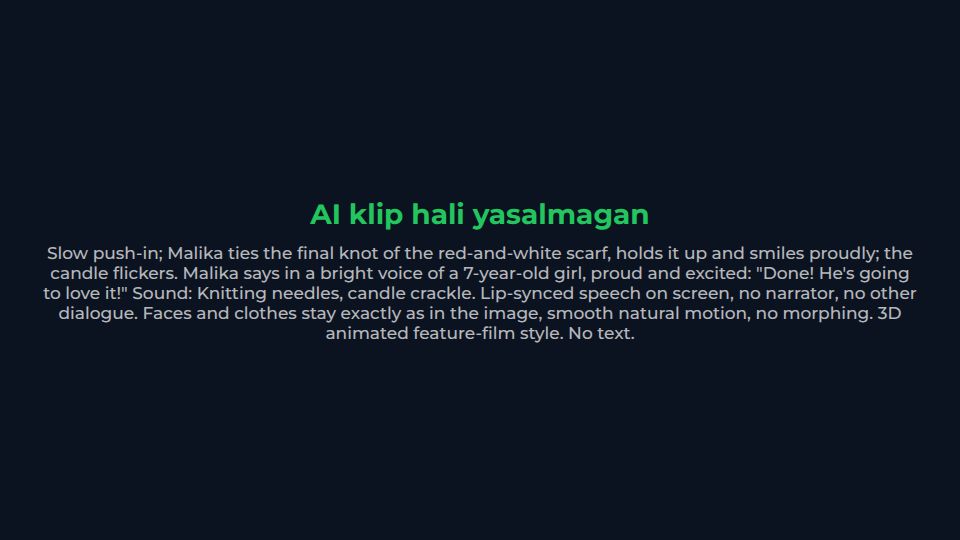 AI klip hali yasalmagan
Slow push-in; Malika ties the final knot of the red-and-white scarf, holds it up and smiles proudly; the
candle flickers. Malika says in a bright voice of a 7-year-old girl, proud and excited: "Done! He's going
to love it!" Sound: Knitting needles, candle crackle. Lip-synced speech on screen, no narrator, no other
dialogue. Faces and clothes stay exactly as in the image, smooth natural motion, no morphing. 3D
animated feature-film style. No text.